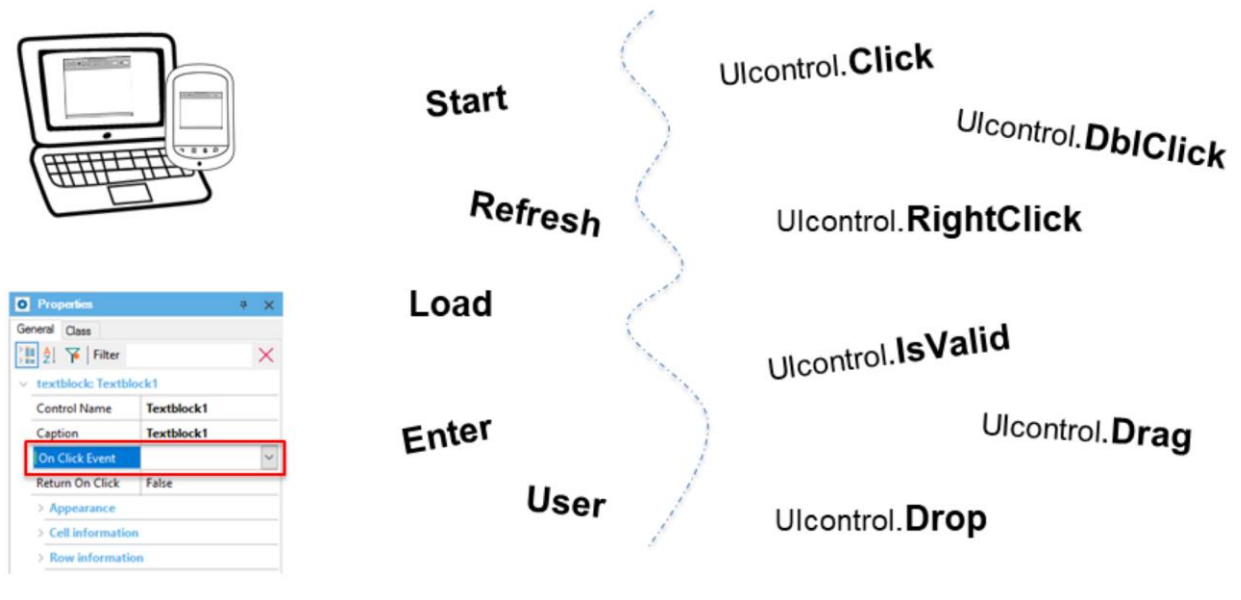 Start
Refresh
Load
Enter
User
UIcontrol.Click
UIcontrol.DblClick
UIcontrol.RightClick
UIcontrol.IsValid
UIcontrol.Drag
UIcontrol.Drop
Properties
General Class
Filter
textblock: Textblock1
Control Name Textblock1
Caption Textblock1
On Click Event
Return On Click False
Appearance
Cell information
Row information